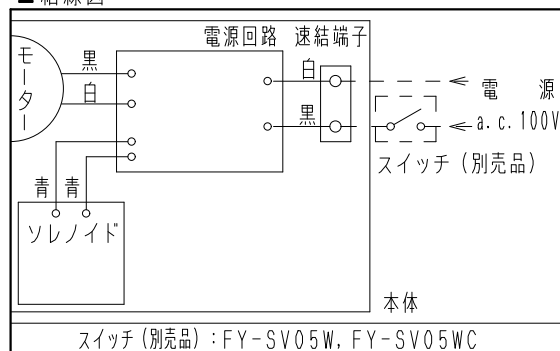 ■結線図
電源回路 速結端子
モーター
黒
白
白
黒
電 源
a.c.100V
スイッチ(別売品)
青 青
ソレノイド
本体
スイッチ(別売品):FY-SV05W, FY-SV05WC